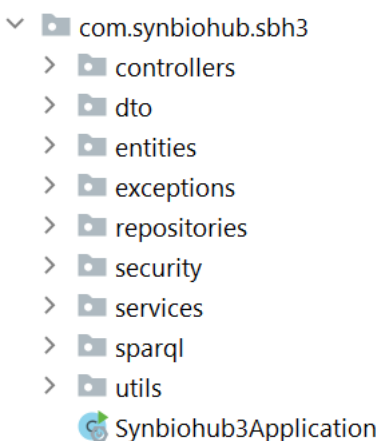 com.synbiohub.sbh3
controllers
dto
entities
exceptions
repositories
security
services
sparql
utils
Synbiohub3Application